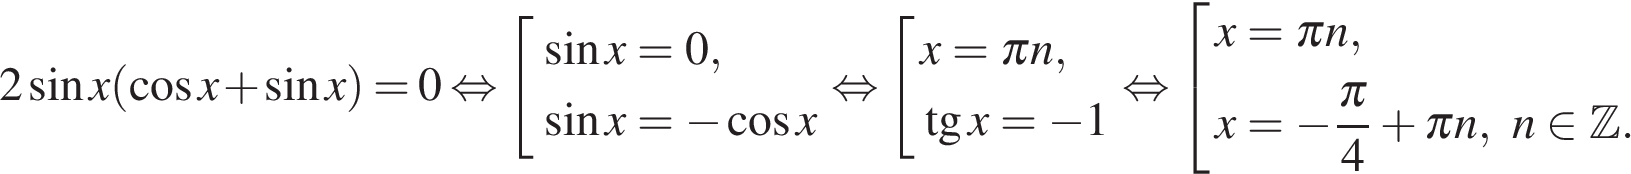 2 sin x(cos x + sin x) = 0 ⇔ [ sin x = 0, sin x = − cos x ⇔ [ x = πn, tg x = −1 ⇔ [ x = πn, x = −π/4 + πn, n ∈ ℤ.